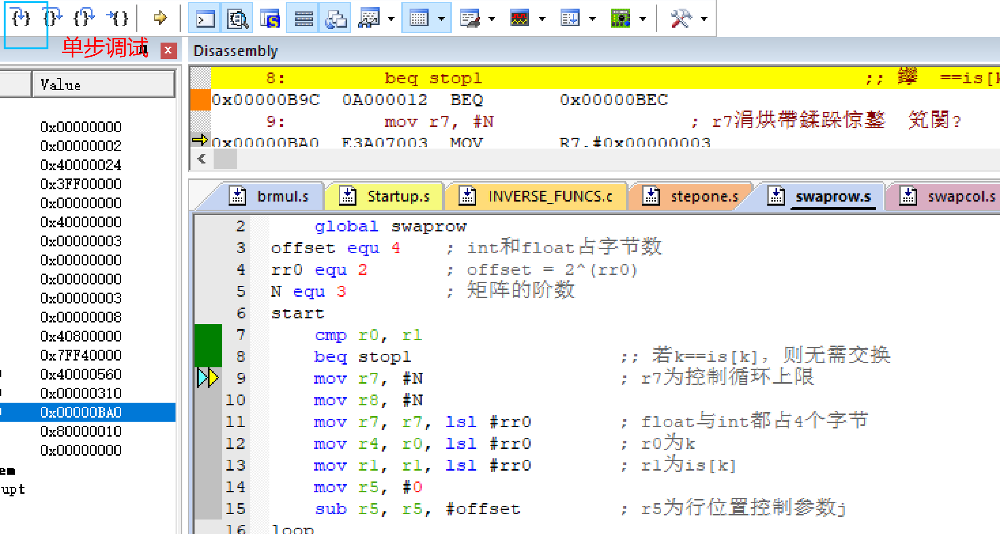 单步调试
Disassembly
Value
0x00000000
0x00000002
0x40000024
0x3FF00000
0x00000000
0x40000000
0x00000003
0x00000000
0x00000000
0x00000003
0x00000008
0x40800000
0x7FF40000
0x40000560
0x00000310
0x00000BA0
0x80000010
0x00000000
em
upt
8: beq stopl ;; 鑻 ==is[k
0x00000B9C 0A000012 BEQ 0x00000BEC
9: mov r7, #N ; r7涓烘帶鍒跺惊鐜 笂闄?
0x00000BA0 E3A07003 MOV R7,#0x00000003
brmul.s Startup.s INVERSE_FUNCS.c stepone.s swaprow.s swapcol.s
2 global swaprow
3 offset equ 4 ; int和float占字节数
4 rr0 equ 2 ; offset = 2^(rr0)
5 N equ 3 ; 矩阵的阶数
6 start
7 cmp r0, r1
8 beq stopl ;; 若k==is[k], 则无需交换
9 mov r7, #N ; r7为控制循环上限
10 mov r8, #N
11 mov r7, r7, lsl #rr0 ; float与int都占4个字节
12 mov r4, r0, lsl #rr0 ; r0为k
13 mov r1, r1, lsl #rr0 ; r1为is[k]
14 mov r5, #0
15 sub r5, r5, #offset ; r5为行位置控制参数j
16 loop